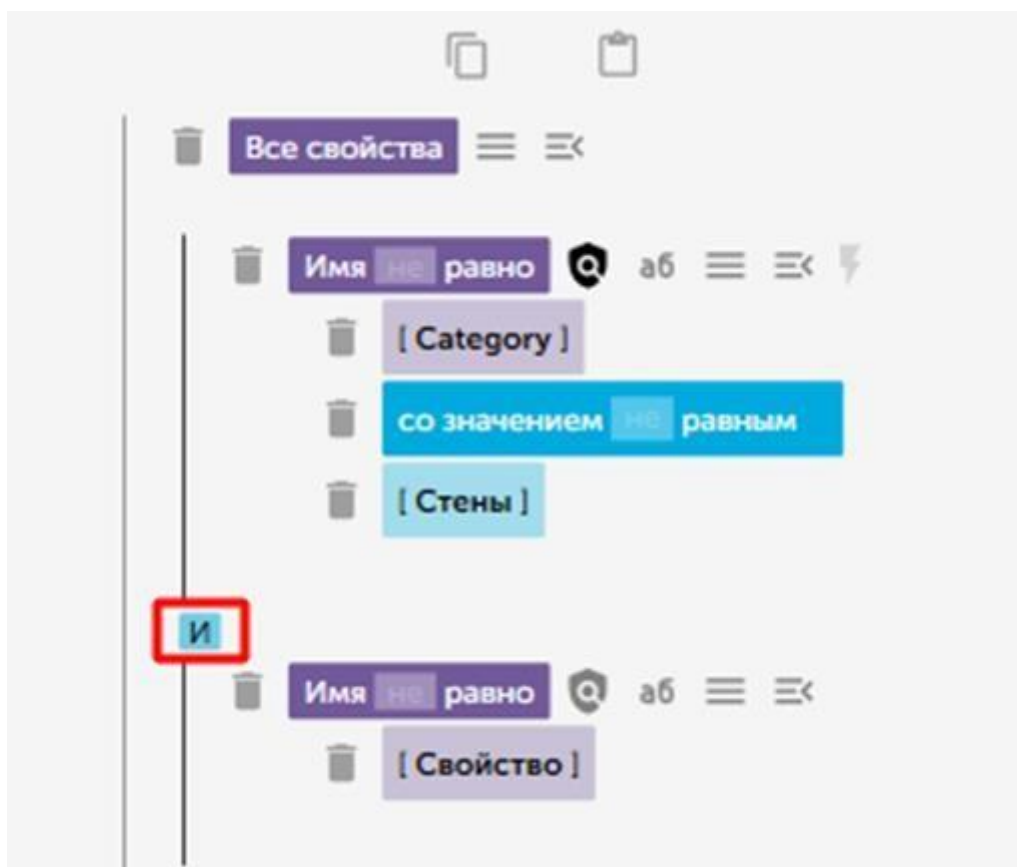 Все свойства
Имя не равно аб
[ Category ]
со значением не равным
[ Стены ]
И
Имя не равно аб
[ Свойство ]